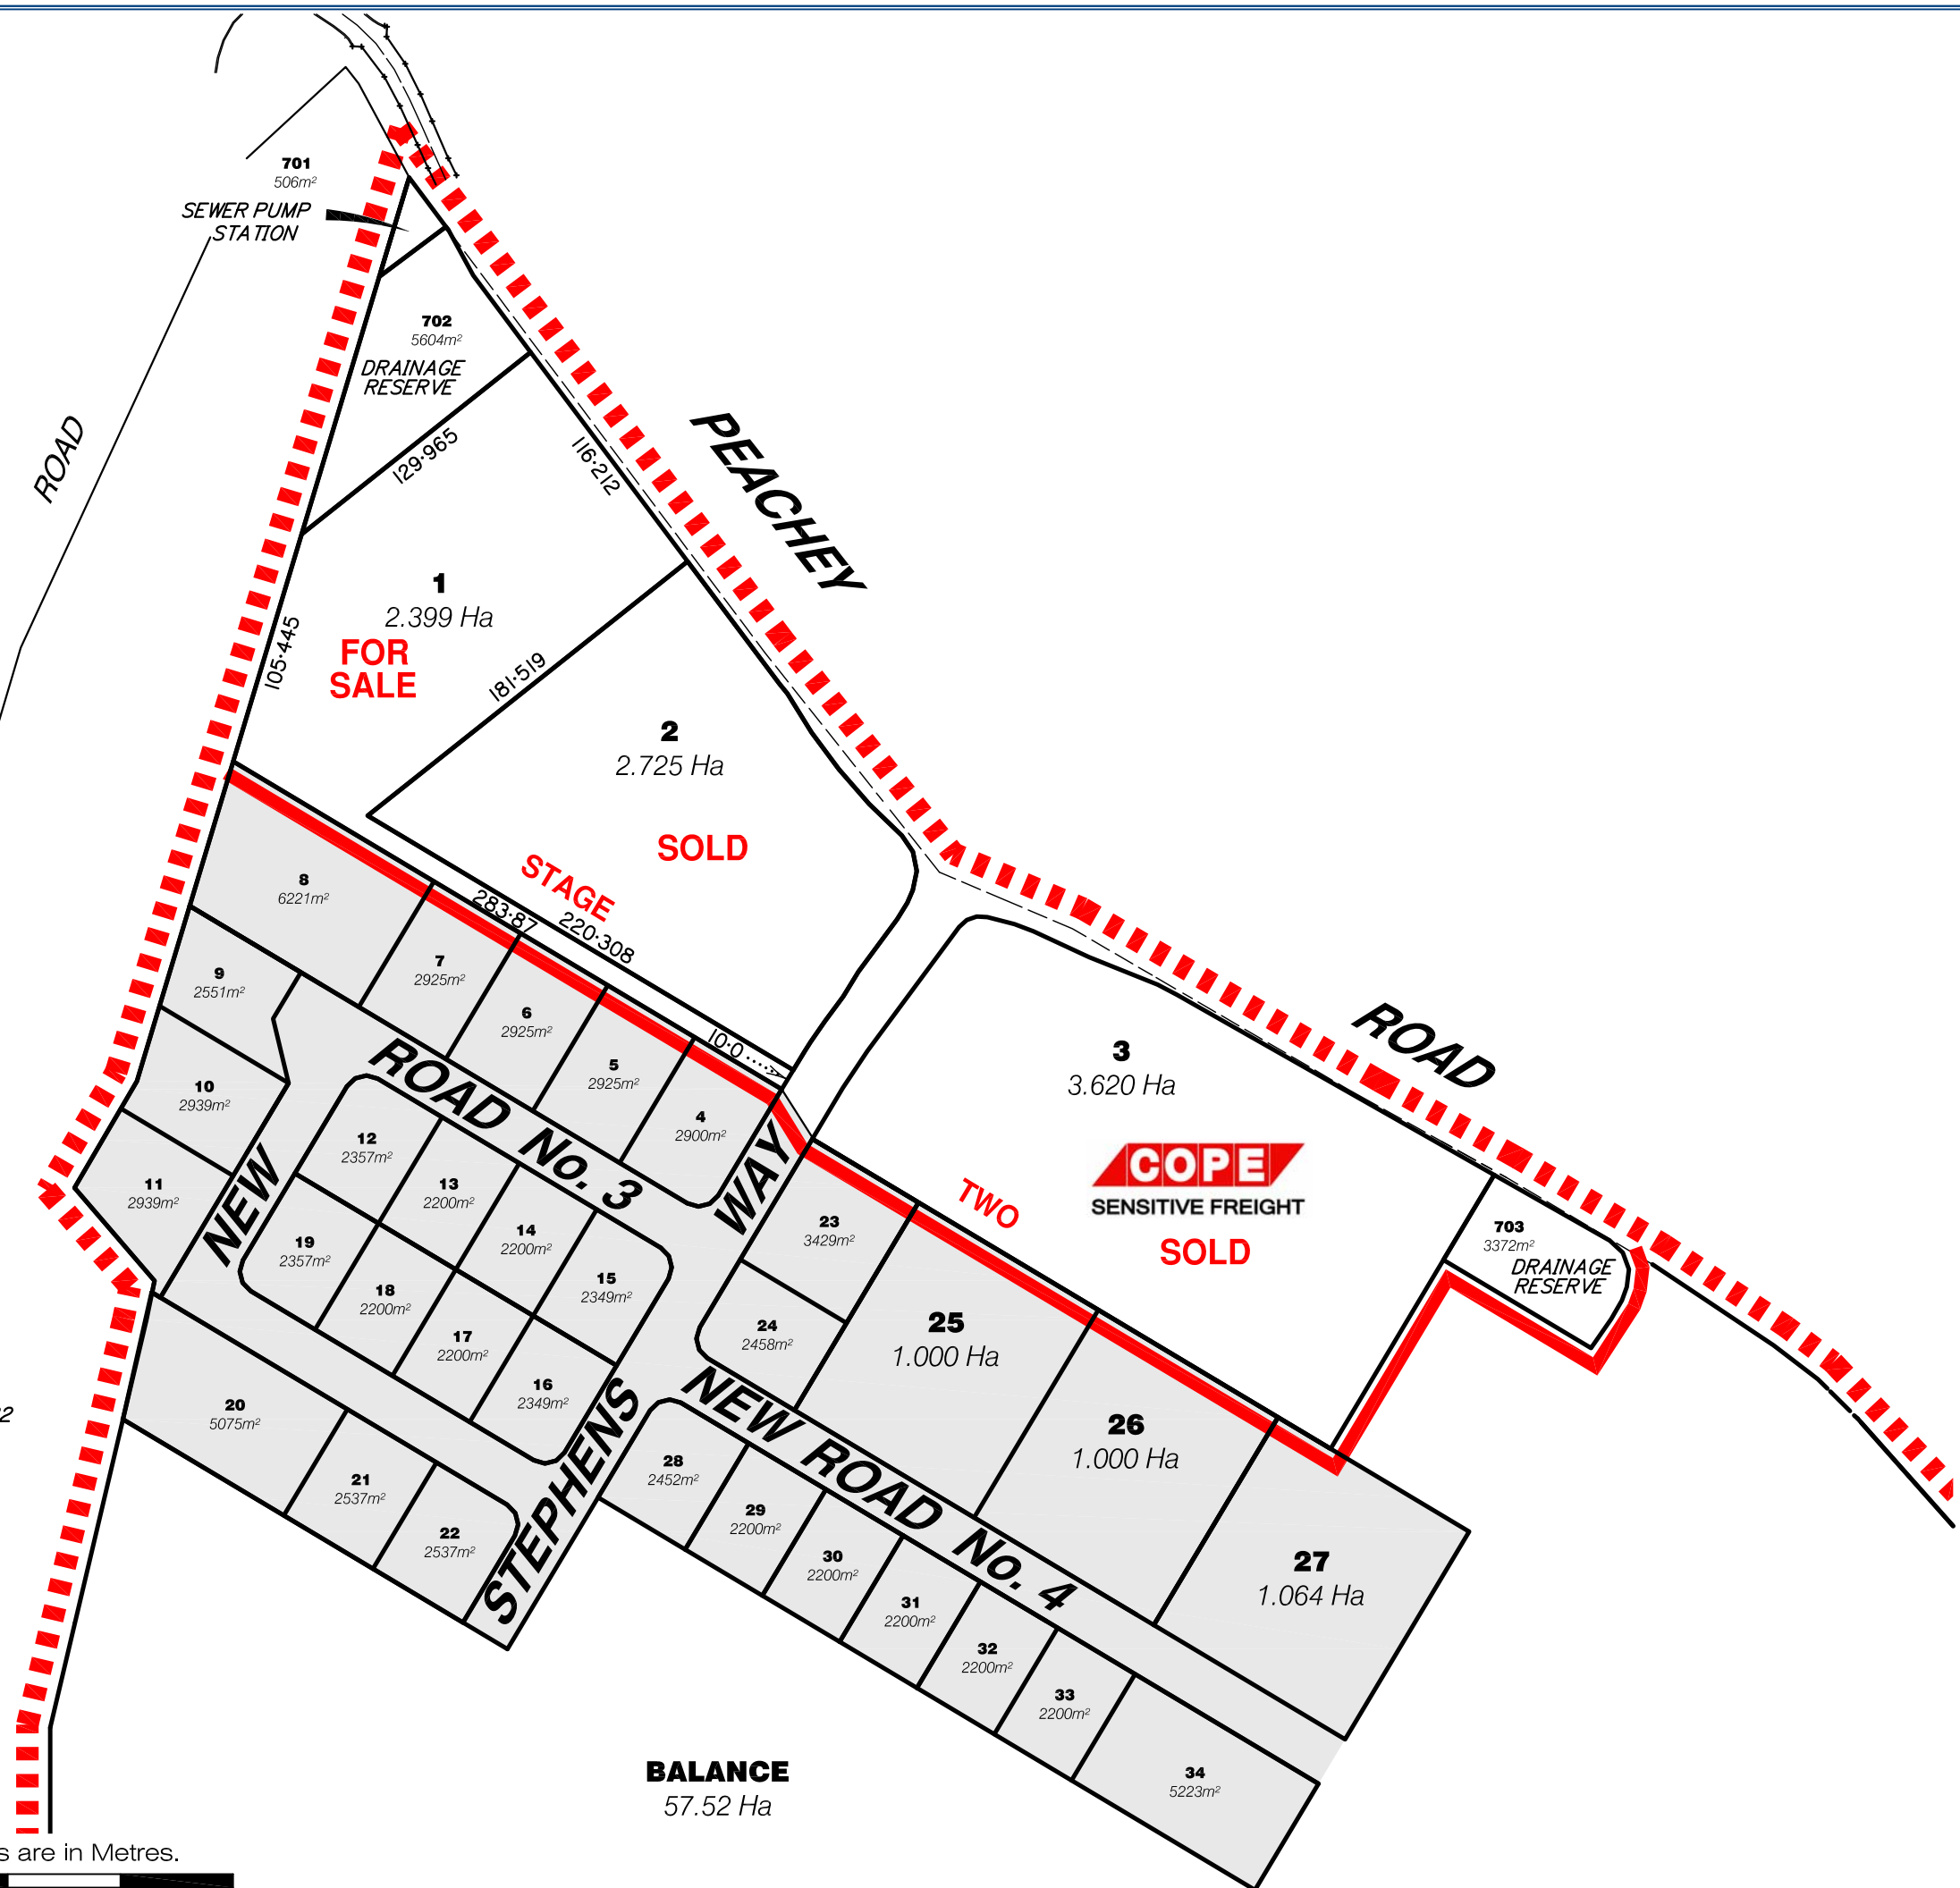 701
506m²
SEWER PUMP
STATION
702
5604m²
DRAINAGE
RESERVE
ROAD
129·965
116·212
PEACHEY
1
2.399 Ha
FOR
SALE
105·445
181·519
2
2.725 Ha
SOLD
STAGE
283·87
220·308
10·0
8
6221m²
7
2925m²
6
2925m²
5
2925m²
4
2900m²
9
2551m²
10
2939m²
11
2939m²
NEW
ROAD No. 3
WAY
12
2357m²
13
2200m²
14
2200m²
15
2349m²
19
2357m²
18
2200m²
17
2200m²
16
2349m²
20
5075m²
21
2537m²
22
2537m²
STEPHENS
ROAD
3
3.620 Ha
COPE
SENSITIVE FREIGHT
SOLD
TWO
703
3372m²
DRAINAGE
RESERVE
23
3429m²
24
2458m²
25
1.000 Ha
26
1.000 Ha
27
1.064 Ha
NEW ROAD No. 4
28
2452m²
29
2200m²
30
2200m²
31
2200m²
32
2200m²
33
2200m²
34
5223m²
BALANCE
57.52 Ha
are in Metres.